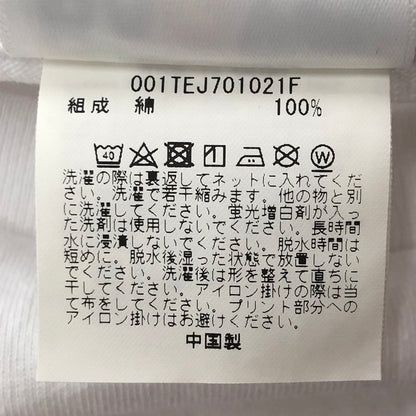 001TEJ701021F
組成 綿 100%
40 W
洗濯の際は裏返してネットに入れてくだ
さい。洗濯で若干縮みます。他の物と別
に洗濯してください。蛍光増白剤が入っ
た洗剤は使用しないでください。長時間
水に浸漬しないでください。脱水時間は
短めに。脱水後湿った状態で放置しない
でください。洗濯後は形を整えて直ちに
干してください。アイロン掛けの際は当
て布をしてください。プリント部分への
アイロン掛けはお避けください。
中国製